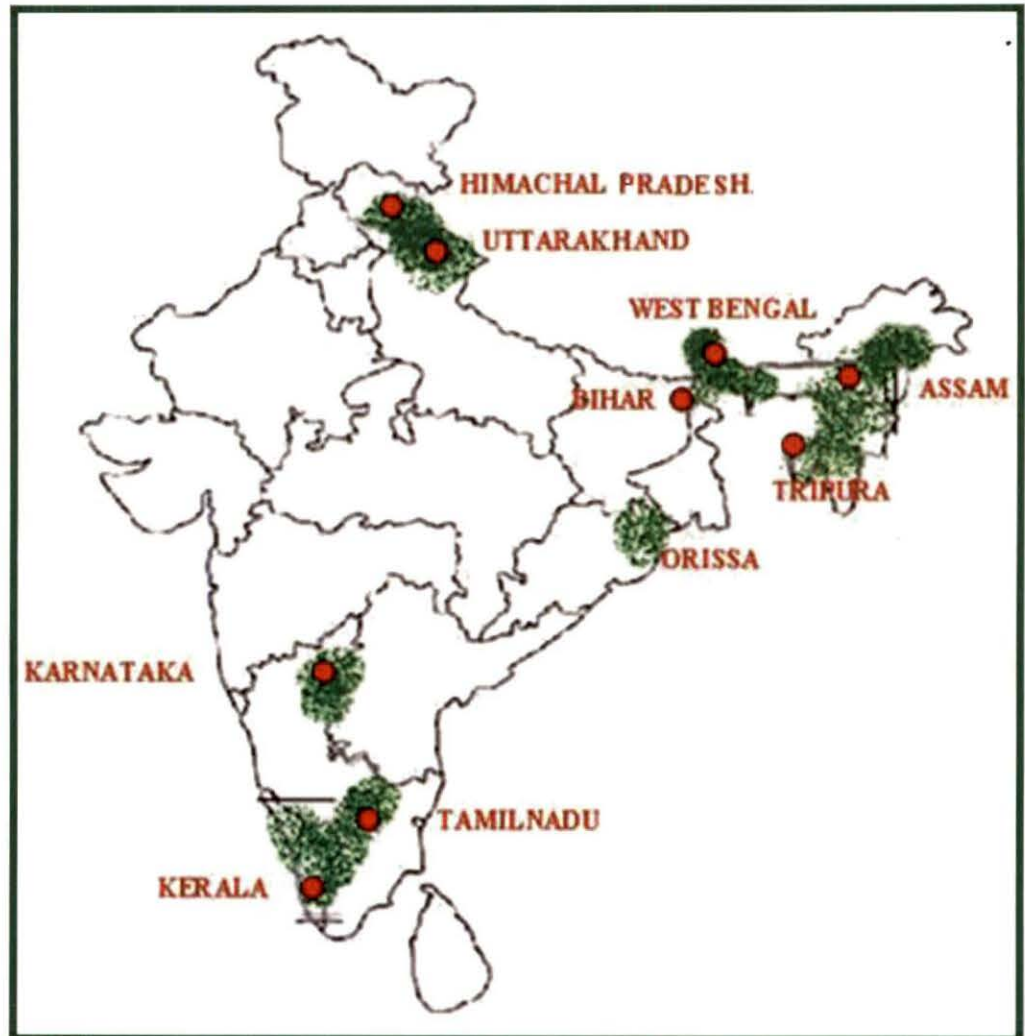 HIMACHAL PRADESH
UTTARAKHAND
WEST BENGAL
BIHAR
ASSAM
TRIPURA
ORISSA
KARNATAKA
TAMILNADU
KERALA